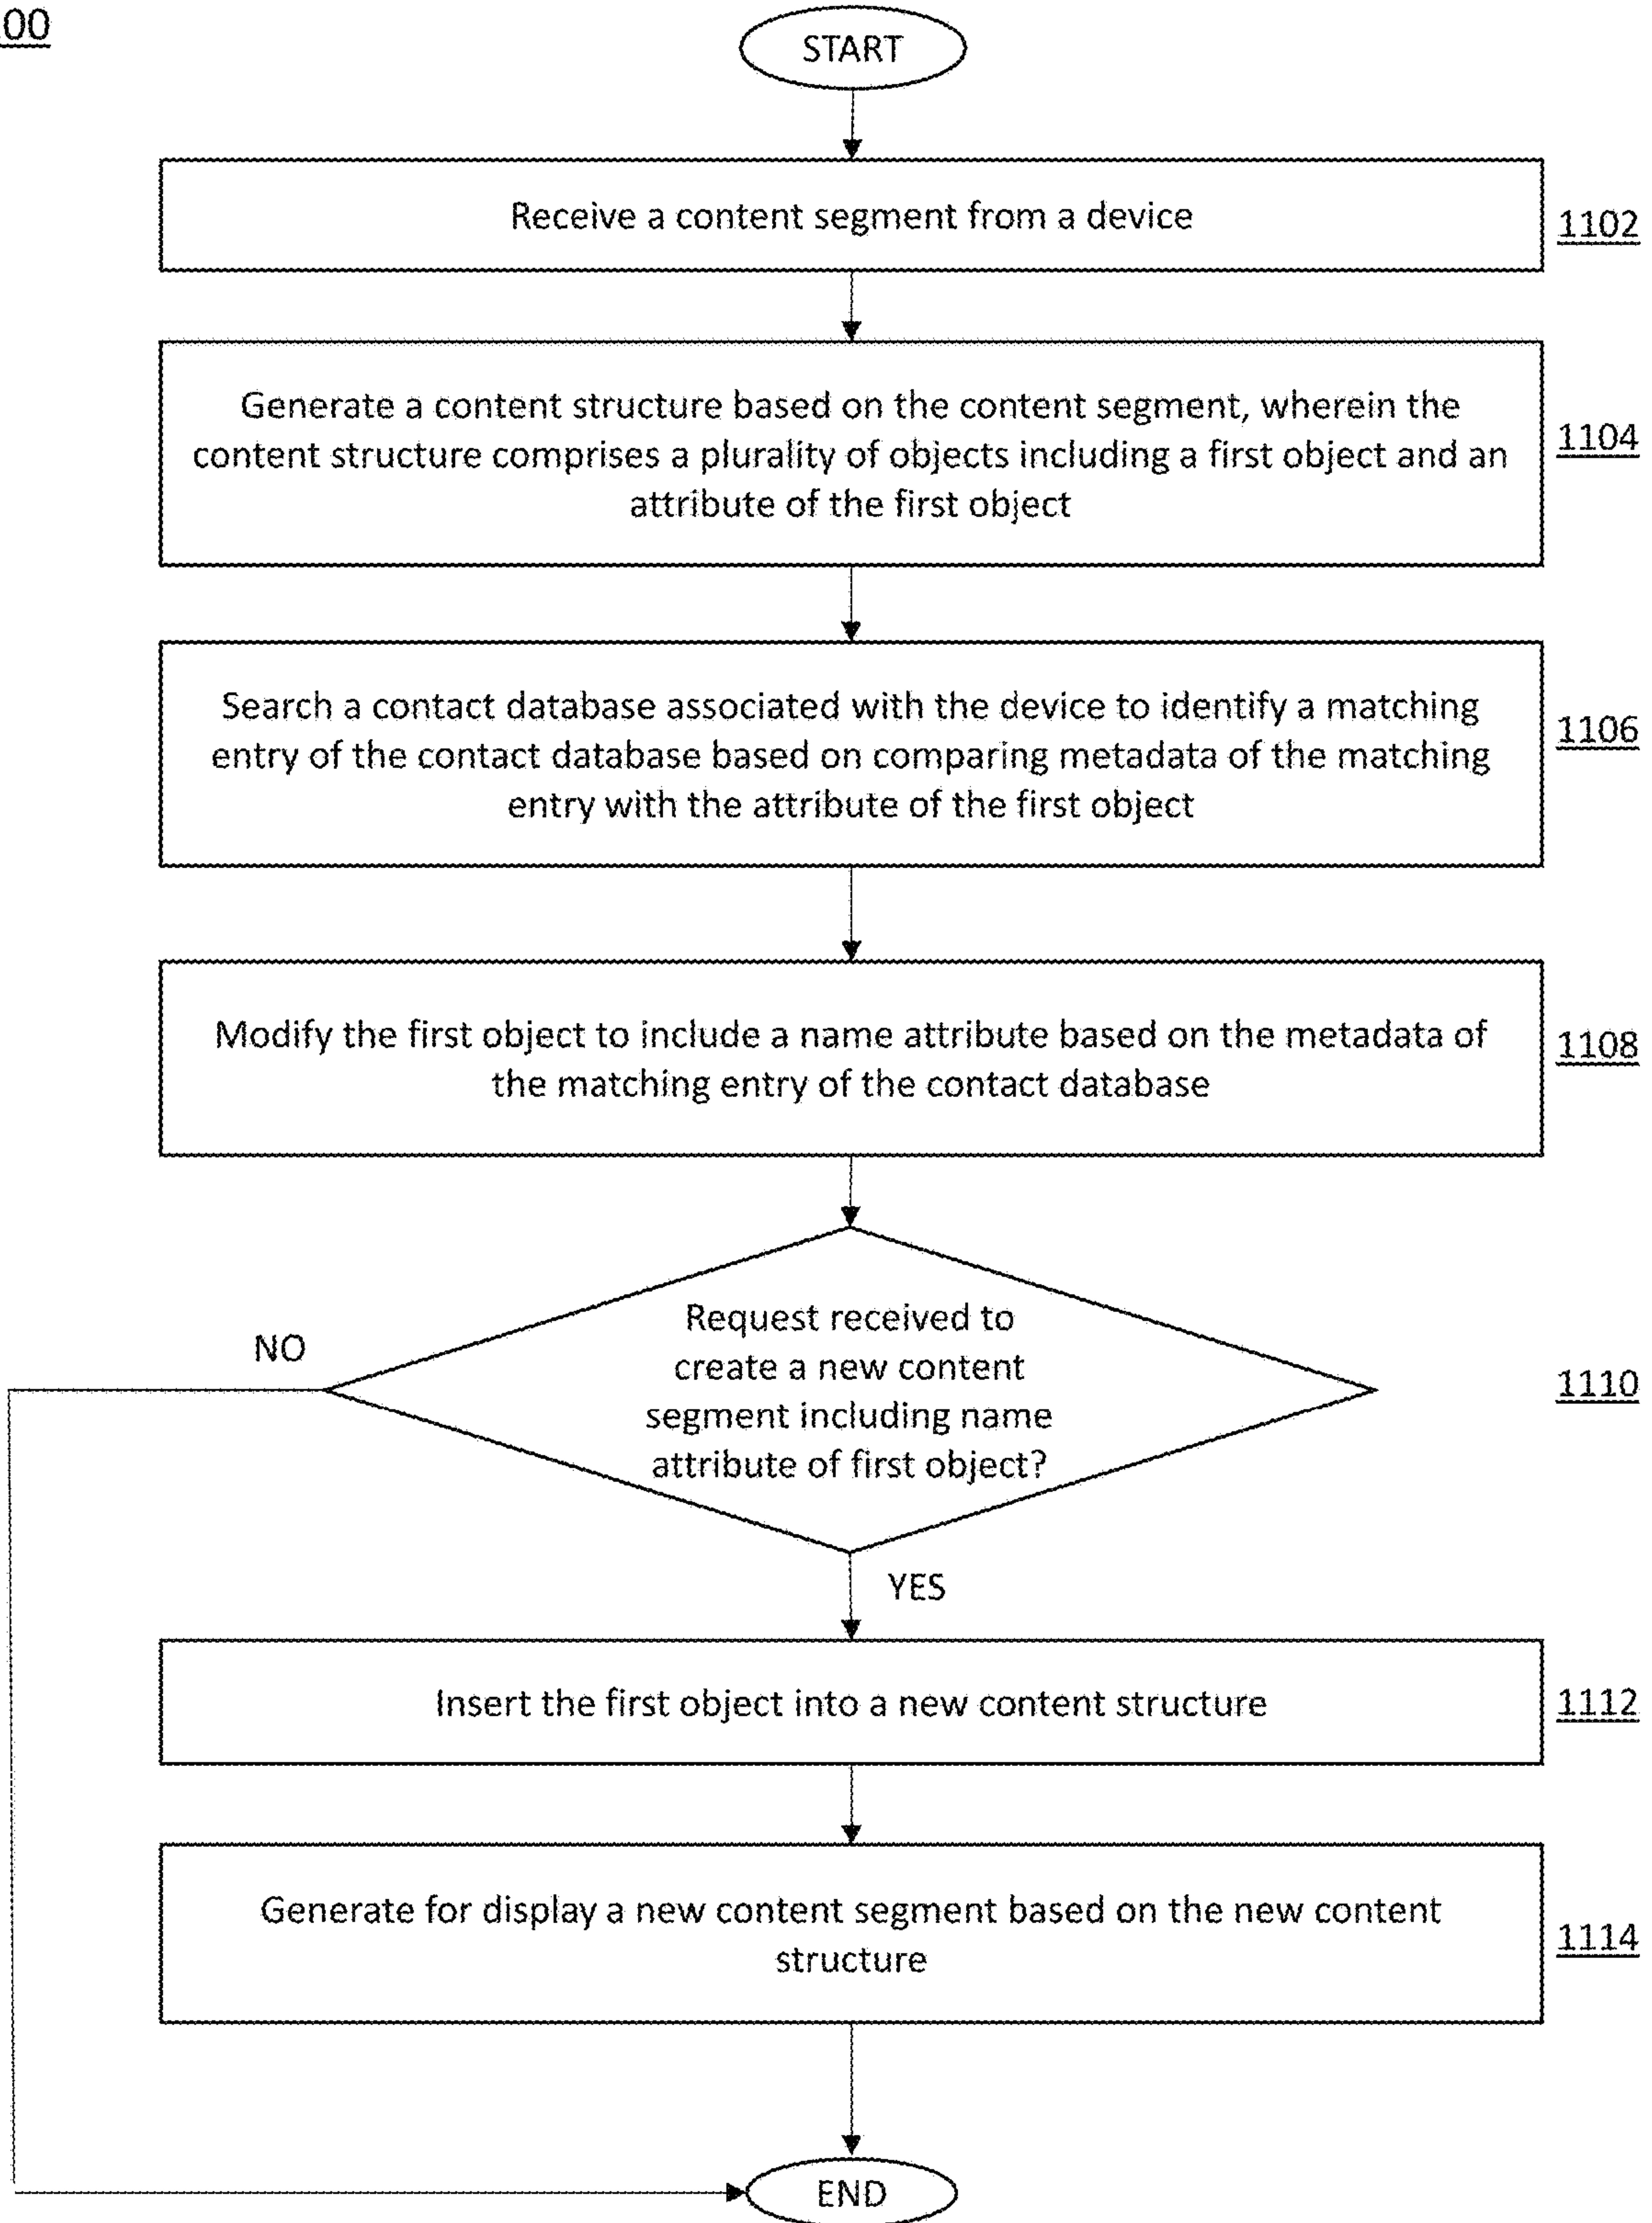 00
START
Receive a content segment from a device
1102
Generate a content structure based on the content segment, wherein the
content structure comprises a plurality of objects including a first object and an
attribute of the first object
1104
Search a contact database associated with the device to identify a matching
entry of the contact database based on comparing metadata of the matching
entry with the attribute of the first object
1106
Modify the first object to include a name attribute based on the metadata of
the matching entry of the contact database
1108
Request received to
create a new content
segment including name
attribute of first object?
NO
1110
YES
Insert the first object into a new content structure
1112
Generate for display a new content segment based on the new content
structure
1114
END